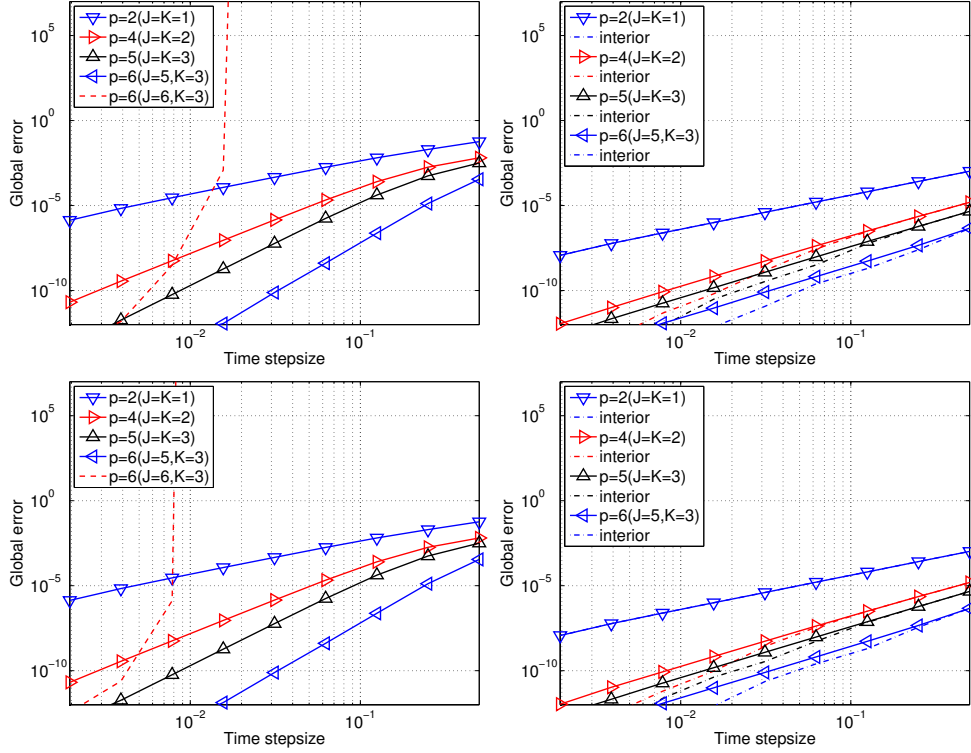 10^5
10^0
10^-5
10^-10
Global error
p=2(J=K=1)
p=4(J=K=2)
p=5(J=K=3)
p=6(J=5,K=3)
p=6(J=6,K=3)
10^-2
10^-1
Time stepsize
10^5
10^0
10^-5
10^-10
Global error
p=2(J=K=1)
interior
p=4(J=K=2)
interior
p=5(J=K=3)
interior
p=6(J=5,K=3)
interior
10^-2
10^-1
Time stepsize
10^5
10^0
10^-5
10^-10
Global error
p=2(J=K=1)
p=4(J=K=2)
p=5(J=K=3)
p=6(J=5,K=3)
p=6(J=6,K=3)
10^-2
10^-1
Time stepsize
10^5
10^0
10^-5
10^-10
Global error
p=2(J=K=1)
interior
p=4(J=K=2)
interior
p=5(J=K=3)
interior
p=6(J=5,K=3)
interior
10^-2
10^-1
Time stepsize